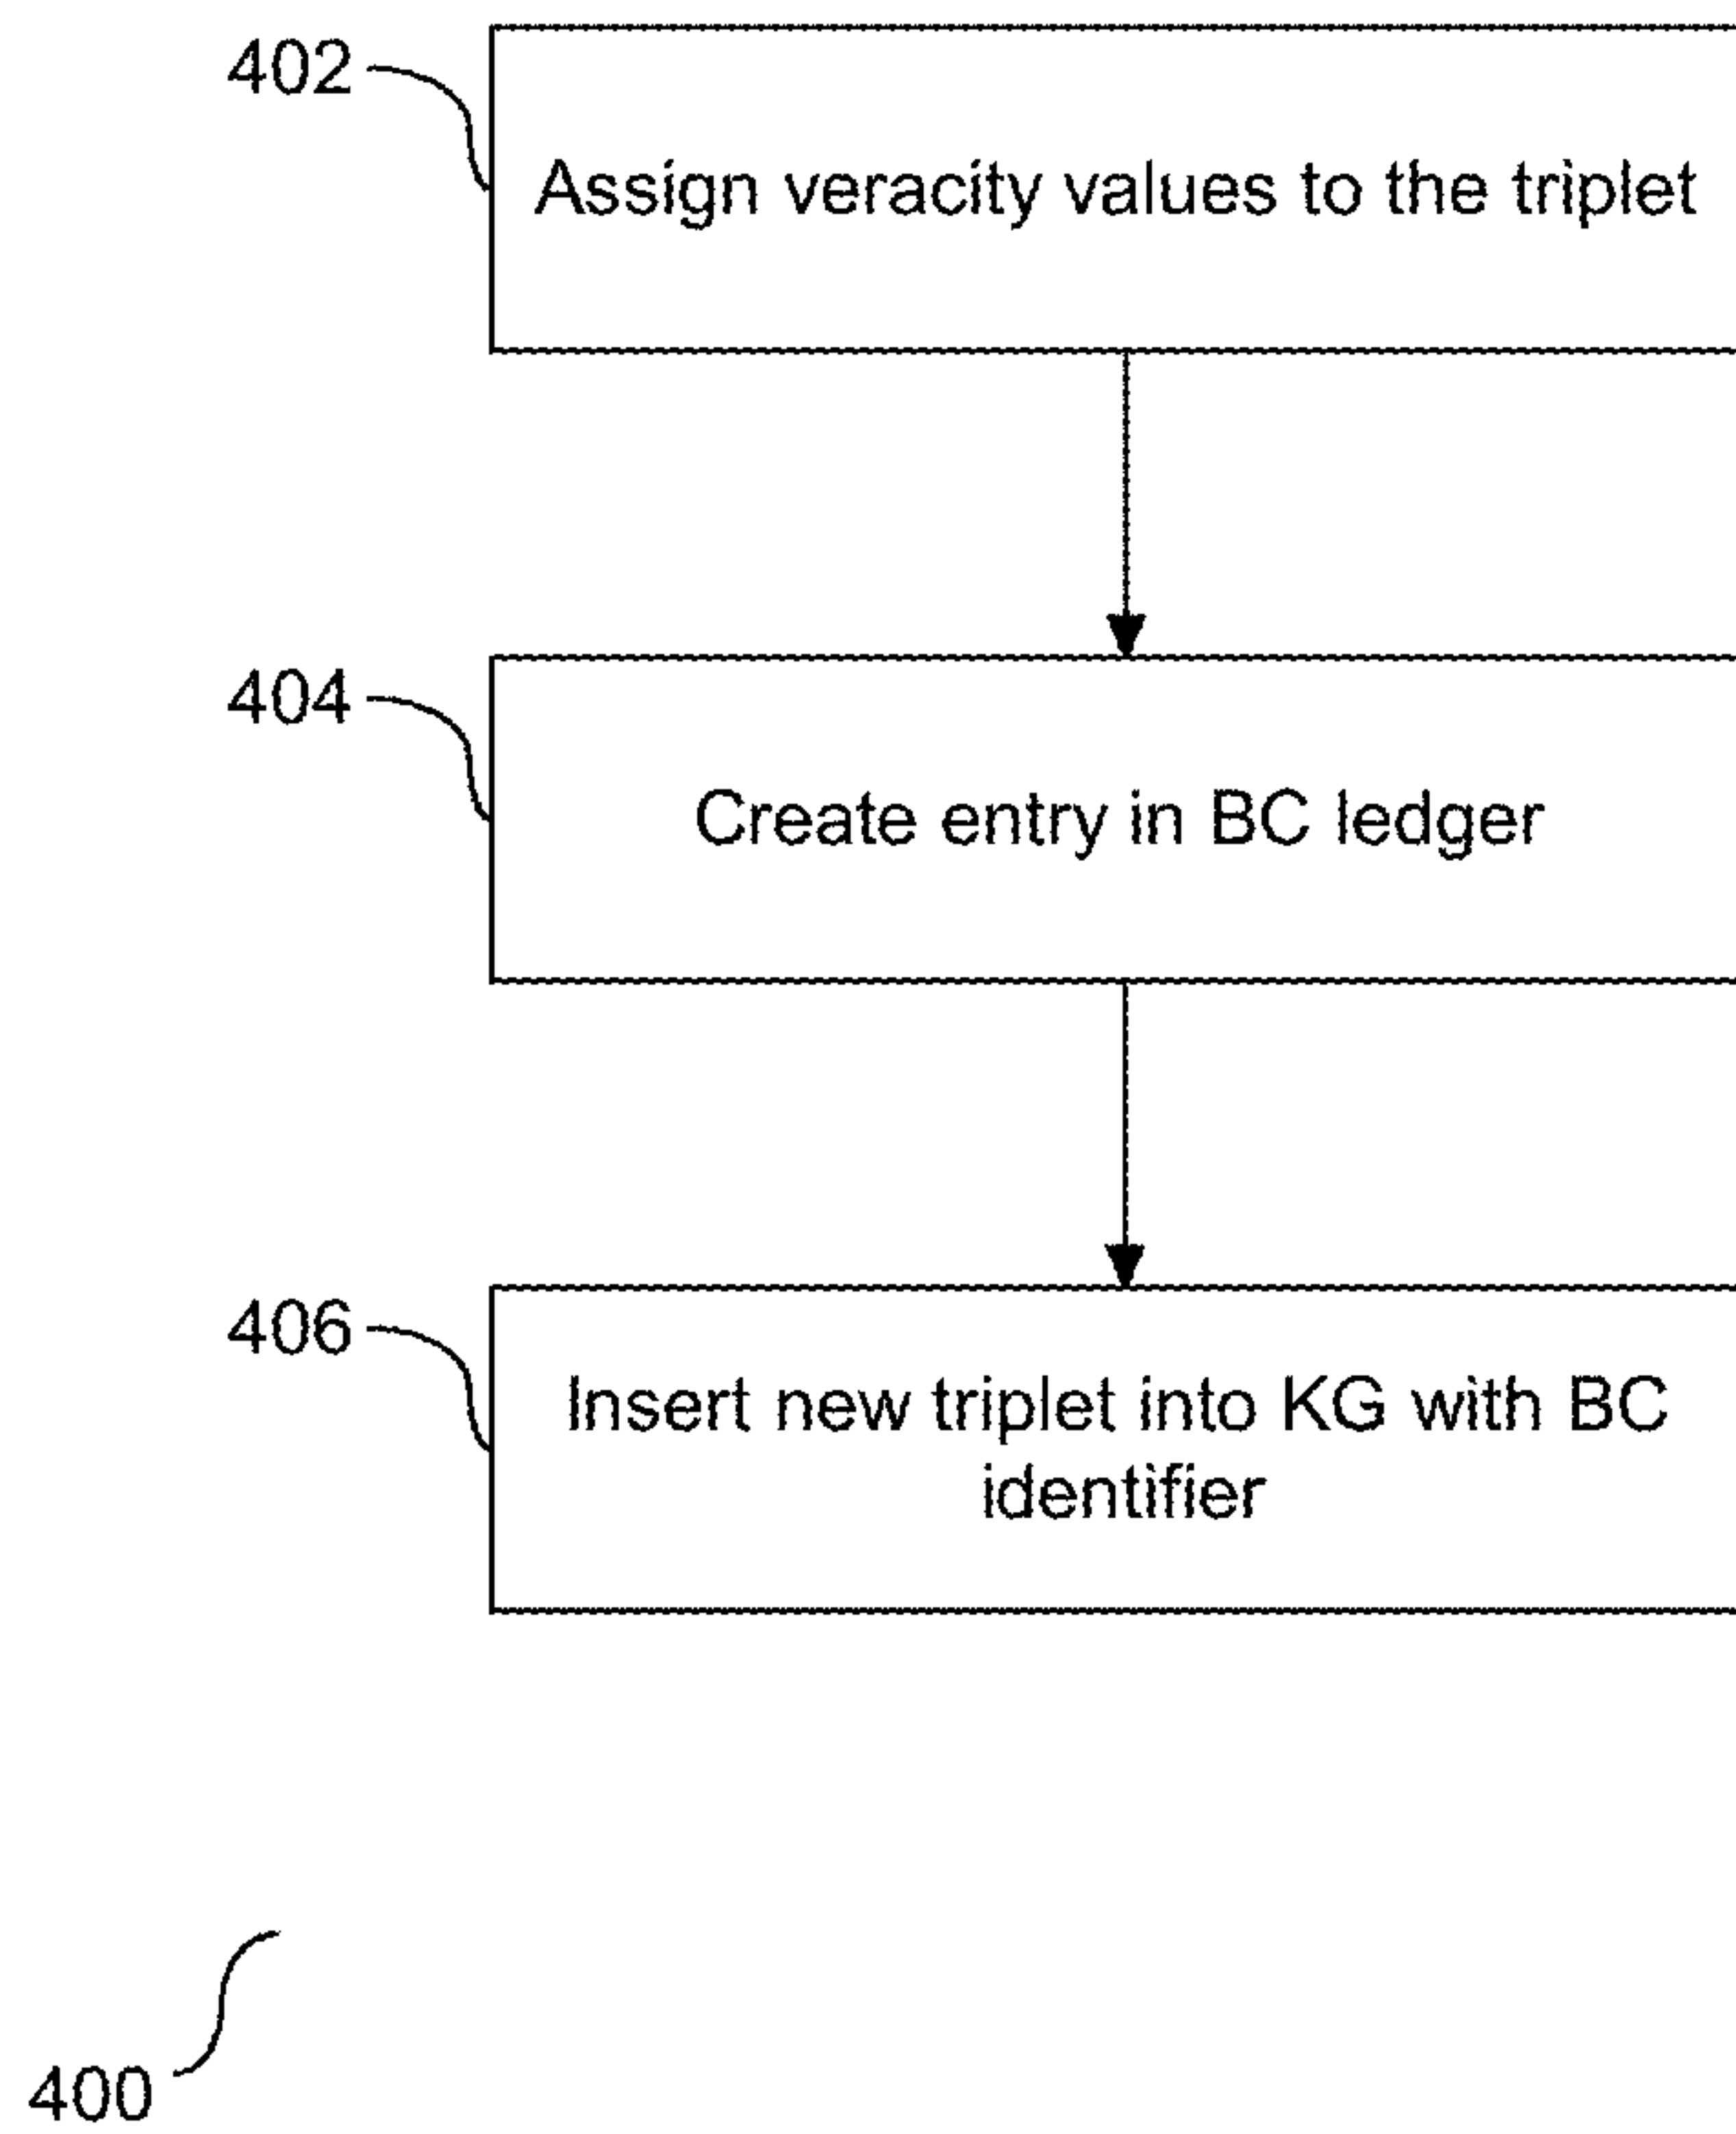 402
Assign veracity values to the triplet
404
Create entry in BC ledger
406
Insert new triplet into KG with BC
identifier
400